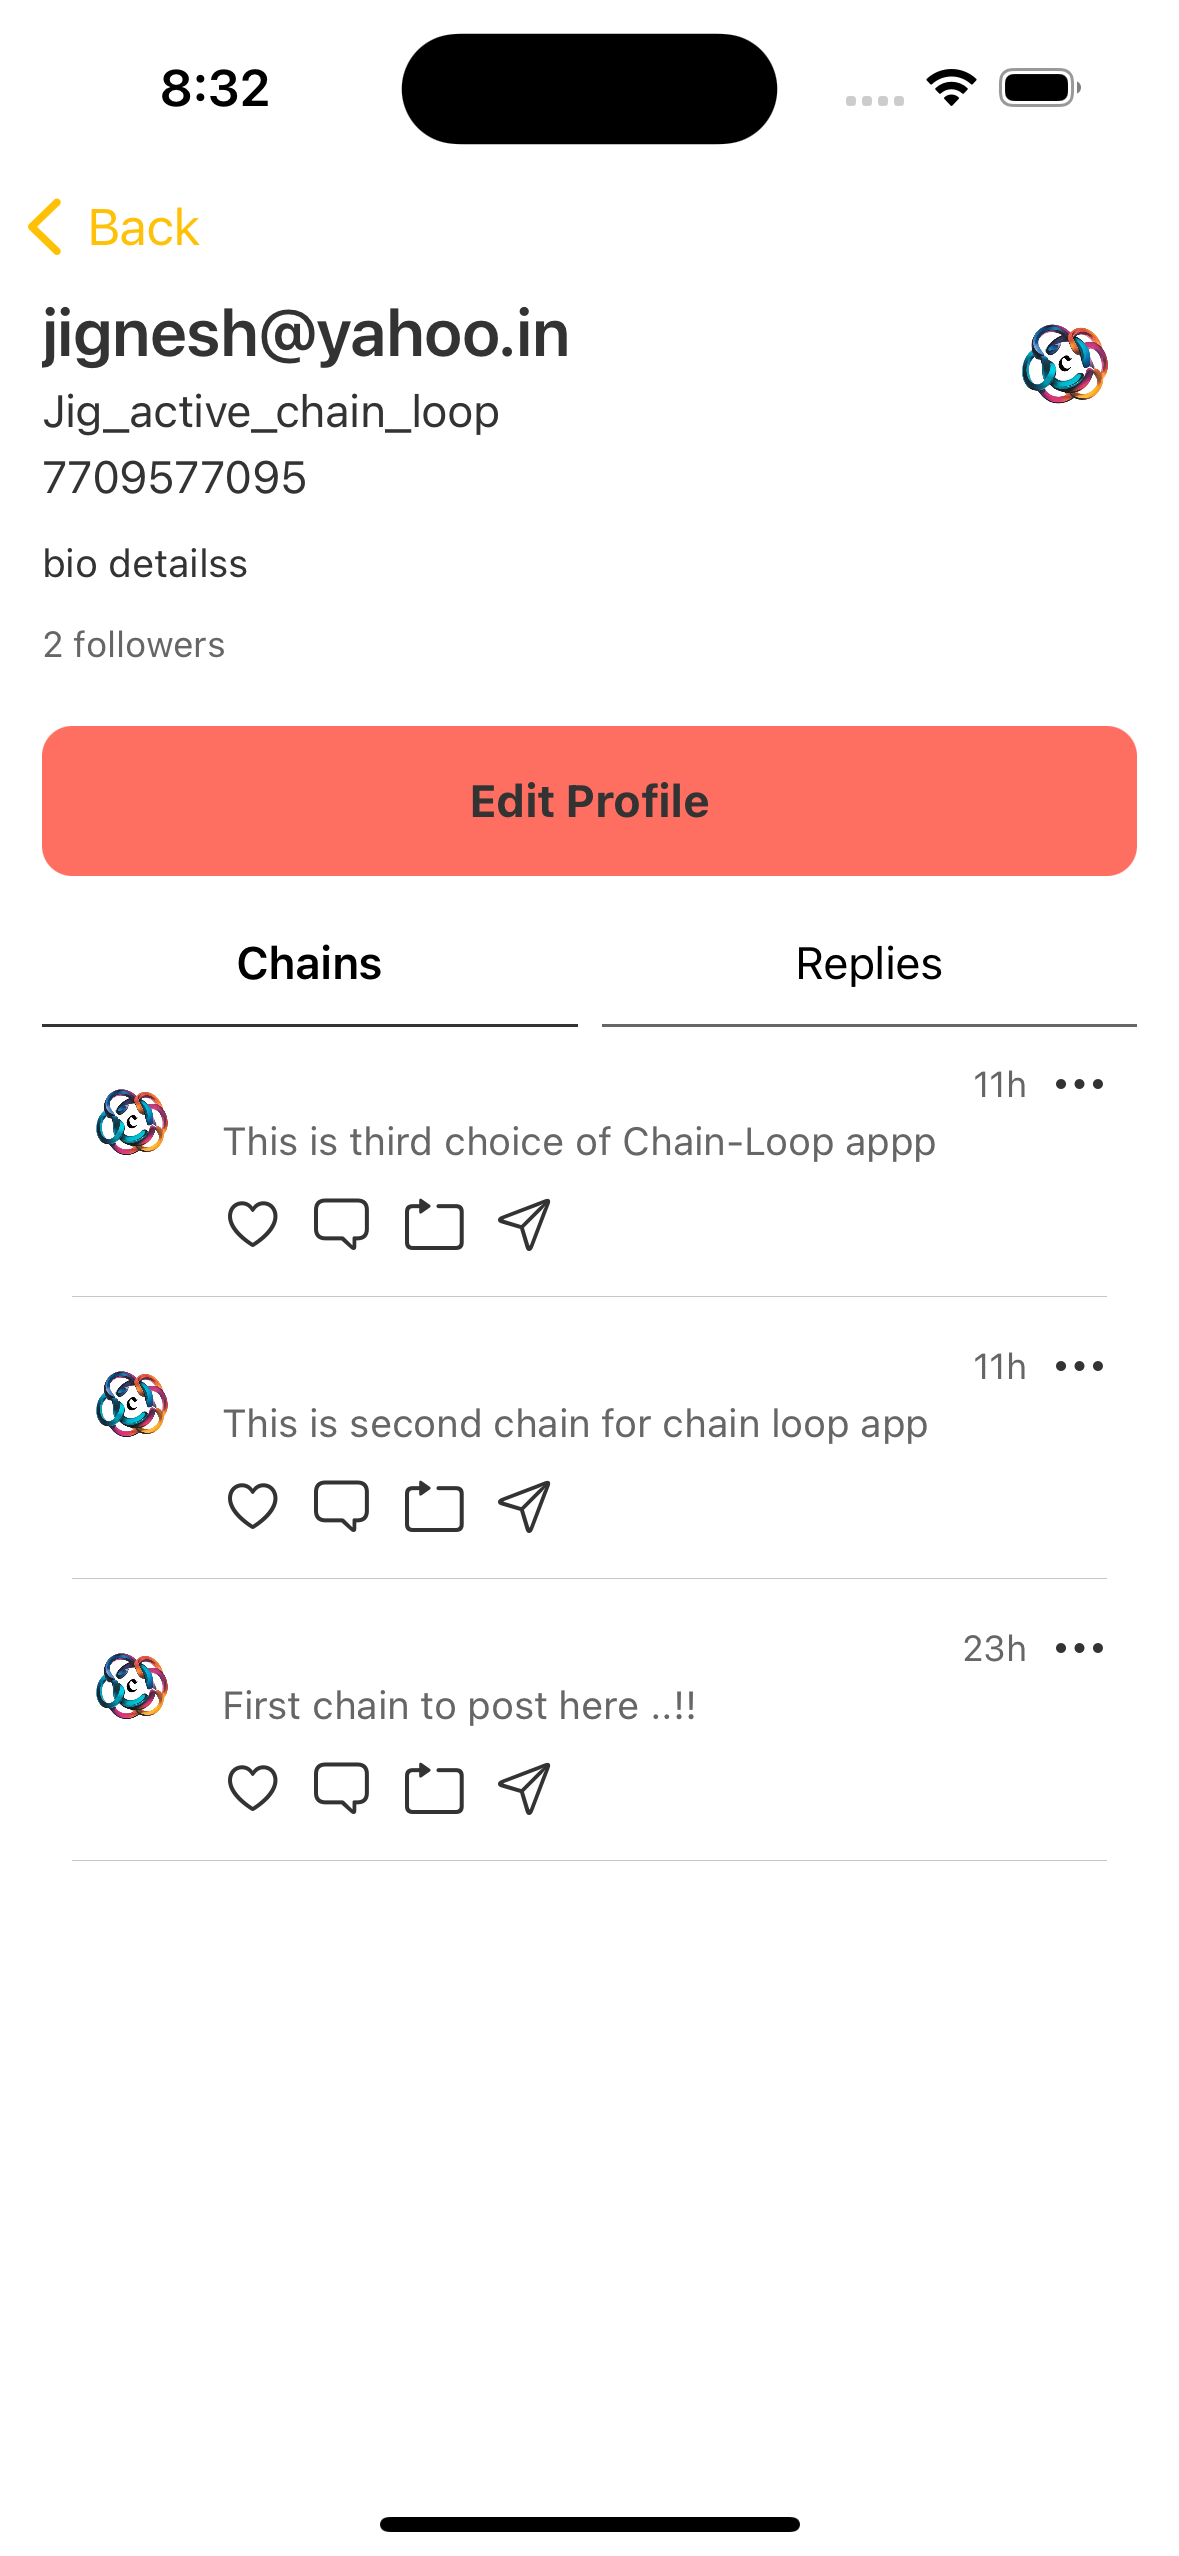 8:32
Back
jignesh@yahoo.in
Jig_active_chain_loop
7709577095
bio detailss
2 followers
Edit Profile
Chains
Replies
11h
This is third choice of Chain-Loop appp
11h
This is second chain for chain loop app
23h
First chain to post here ..!!